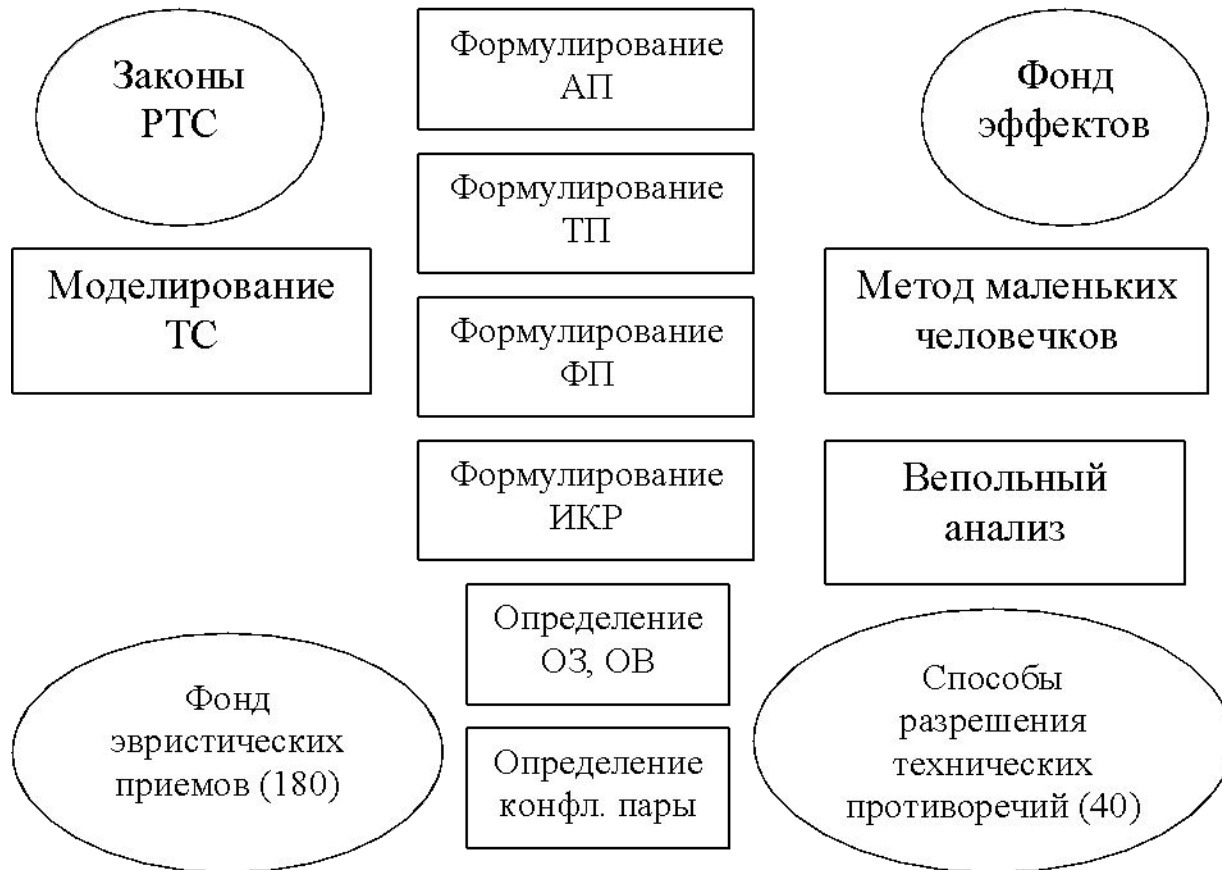 Законы
РТС
Формулирование
АП
Фонд
эффектов
Формулирование
ТП
Моделирование
ТС
Метод маленьких
человечков
Формулирование
ФП
Формулирование
ИКР
Вепольный
анализ
Определение
ОЗ, ОВ
Фонд
эвристических
приемов (180)
Способы
разрешения
технических
противоречий (40)
Определение
конфл. пары